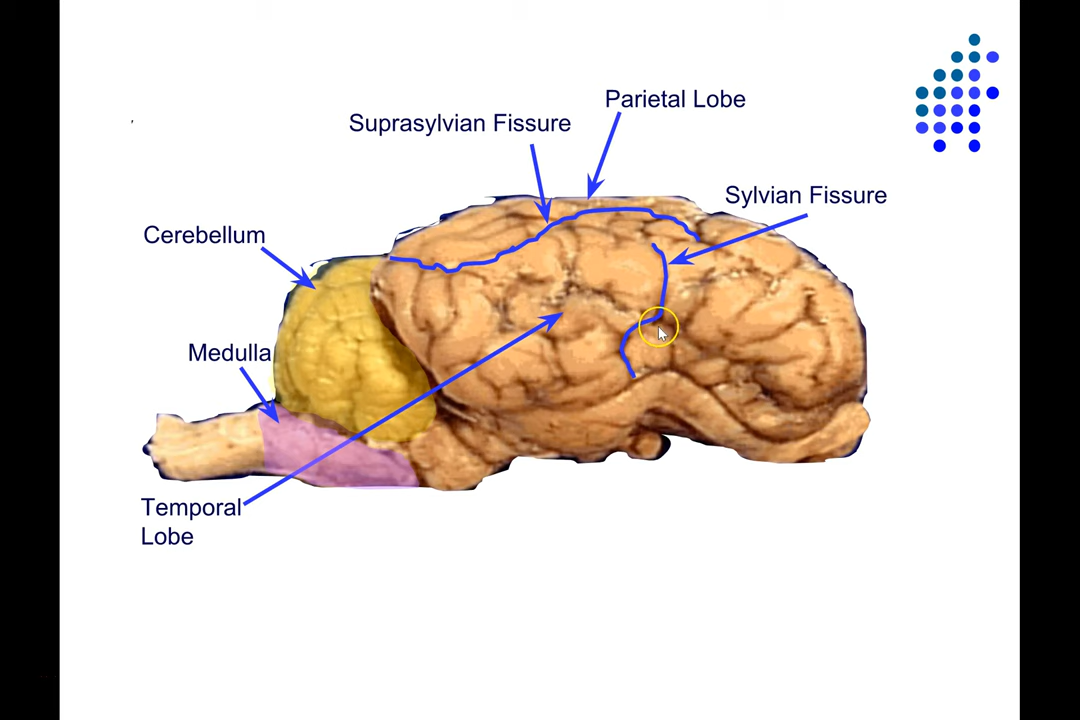 Parietal Lobe
Suprasylvian Fissure
Sylvian Fissure
Cerebellum
Medulla
Temporal
Lobe